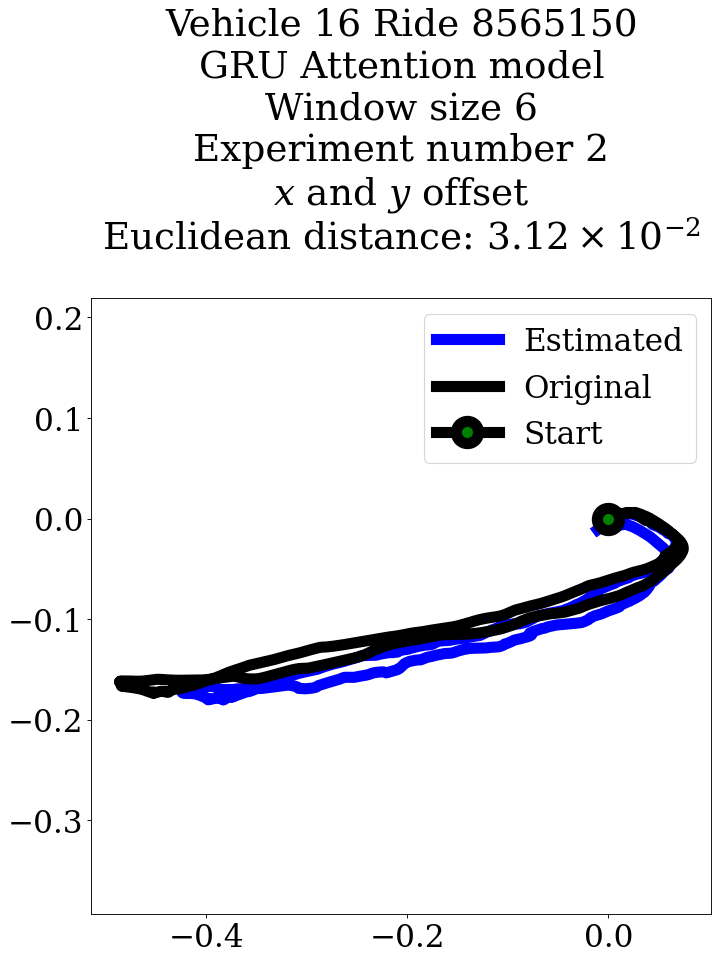 Vehicle 16 Ride 8565150
GRU Attention model
Window size 6
Experiment number 2
x and y offset
Euclidean distance: 3.12 × 10⁻²
Estimated
Original
Start
0.2
0.1
0.0
−0.1
−0.2
−0.3
−0.4 −0.2 0.0